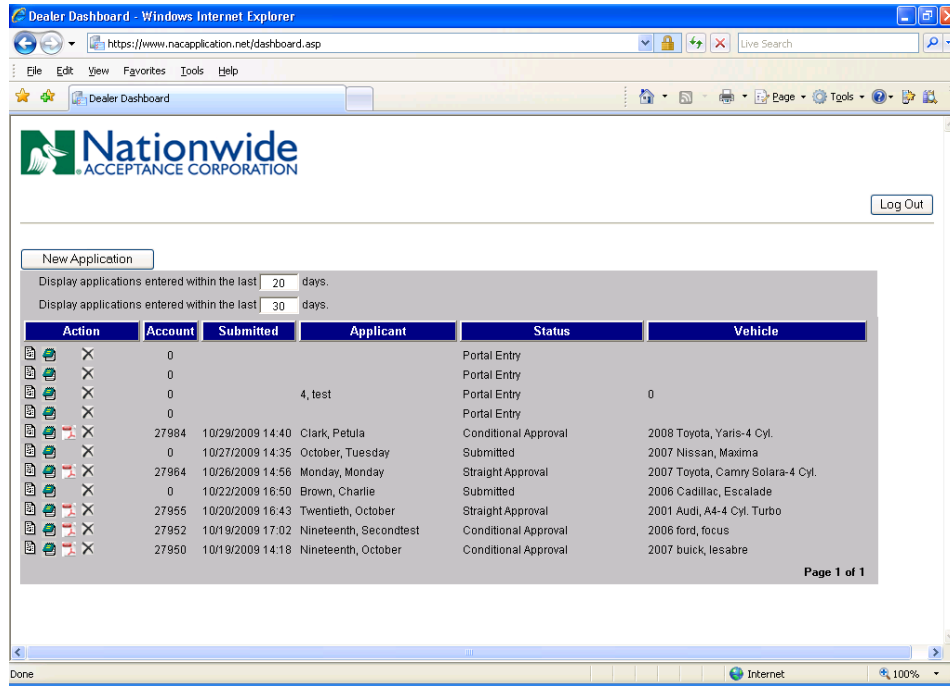 Dealer Dashboard - Windows Internet Explorer
https://www.nacapplication.net/dashboard.asp
Live Search
File Edit View Favorites Tools Help
Dealer Dashboard
Page Tools
Nationwide
ACCEPTANCE CORPORATION
Log Out
New Application
Display applications entered within the last 20 days.
Display applications entered within the last 30 days.
Action Account Submitted Applicant Status Vehicle
0 Portal Entry
0 Portal Entry
0 4, test Portal Entry 0
0 Portal Entry
27984 10/29/2009 14:40 Clark, Petula Conditional Approval 2008 Toyota, Yaris-4 Cyl.
0 10/27/2009 14:35 October, Tuesday Submitted 2007 Nissan, Maxima
27964 10/26/2009 14:56 Monday, Monday Straight Approval 2007 Toyota, Camry Solara-4 Cyl.
0 10/22/2009 16:50 Brown, Charlie Submitted 2006 Cadillac, Escalade
27955 10/20/2009 16:43 Twentieth, October Straight Approval 2001 Audi, A4-4 Cyl. Turbo
27952 10/19/2009 17:02 Nineteenth, Secondtest Conditional Approval 2006 ford, focus
27950 10/19/2009 14:18 Nineteenth, October Conditional Approval 2007 buick, lesabre
Page 1 of 1
Done Internet 100%